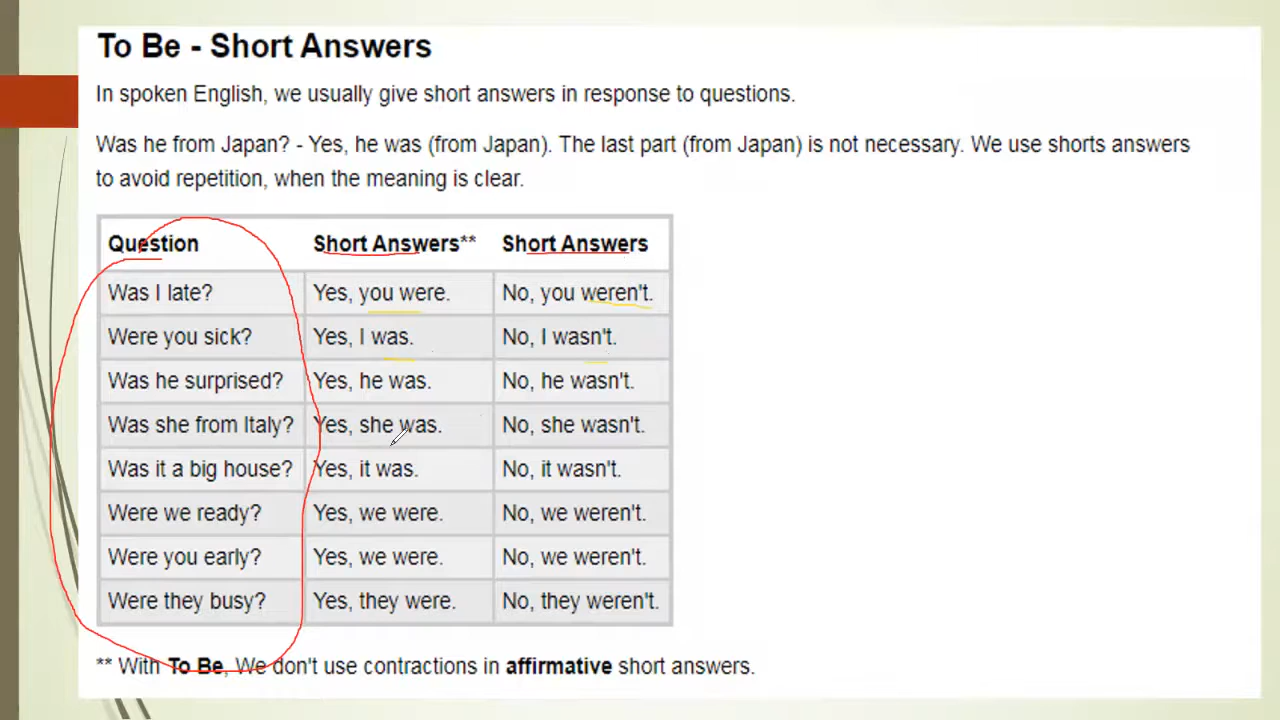 To Be - Short Answers
In spoken English, we usually give short answers in response to questions.
Was he from Japan? - Yes, he was (from Japan). The last part (from Japan) is not necessary. We use shorts answers
to avoid repetition, when the meaning is clear.
Question Short Answers** Short Answers
Was I late? Yes, you were. No, you weren't.
Were you sick? Yes, I was. No, I wasn't.
Was he surprised? Yes, he was. No, he wasn't.
Was she from Italy? Yes, she was. No, she wasn't.
Was it a big house? Yes, it was. No, it wasn't.
Were we ready? Yes, we were. No, we weren't.
Were you early? Yes, we were. No, we weren't.
Were they busy? Yes, they were. No, they weren't.
** With To Be, We don't use contractions in affirmative short answers.